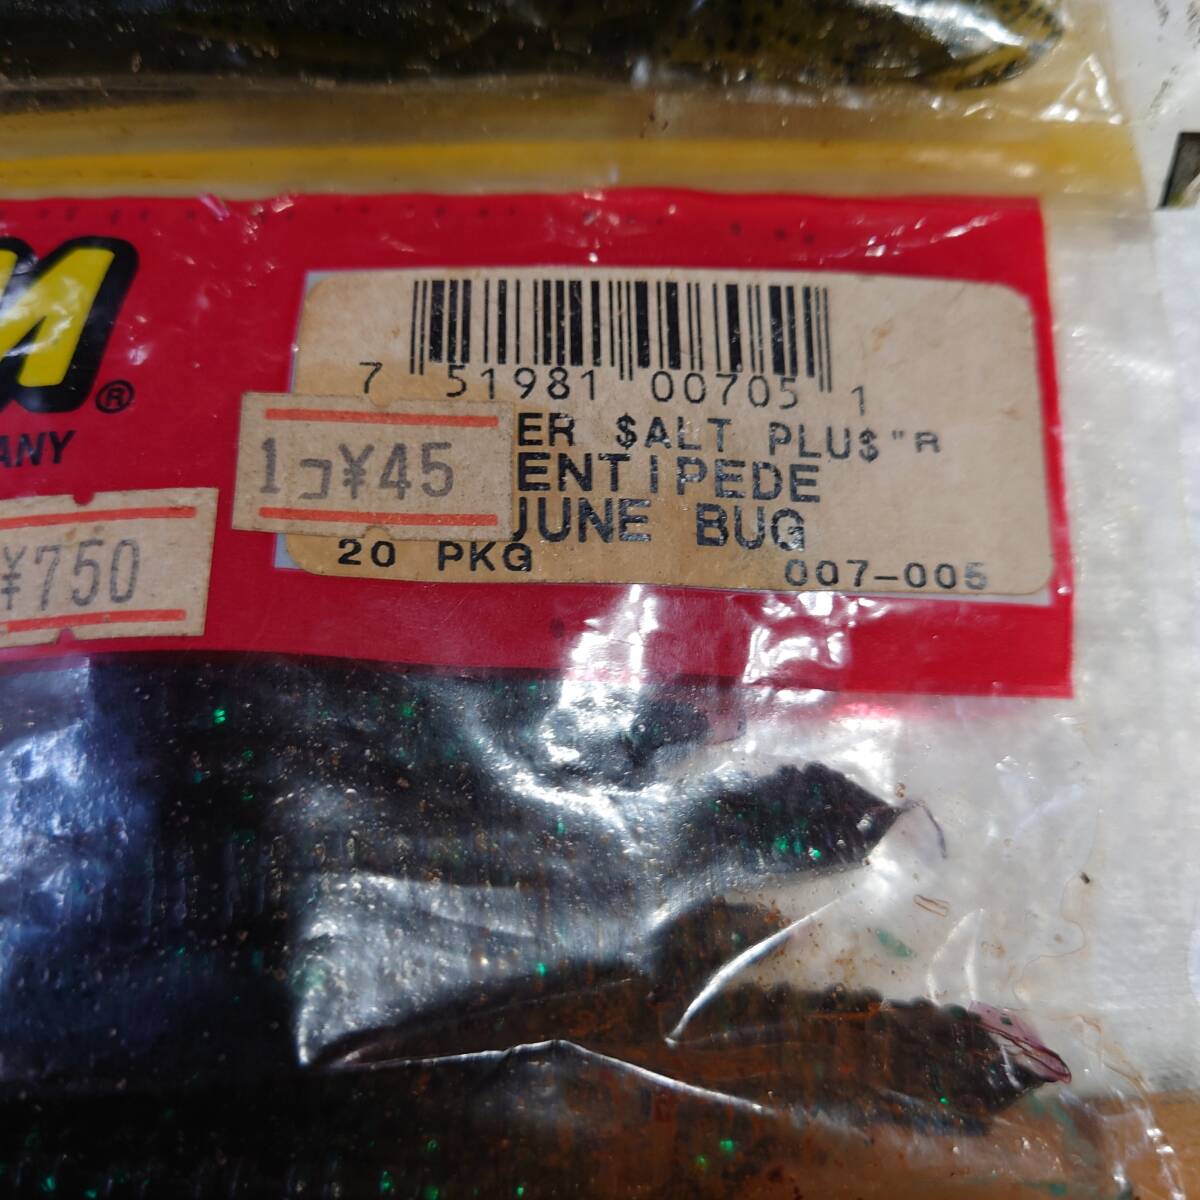 M®
ANY
¥750
7 51981 00705 1
ER $ALT PLU$"R
1コ¥45
ENTIPEDE
JUNE BUG
20 PKG
007-005